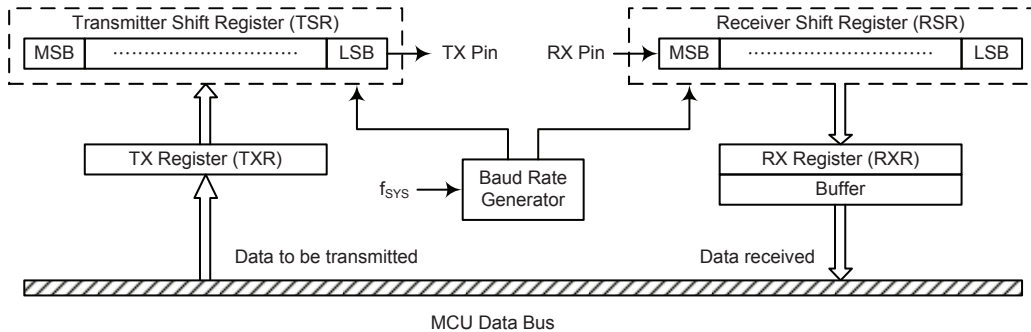 Transmitter Shift Register (TSR)
Receiver Shift Register (RSR)
MSB
LSB
TX Pin
RX Pin
MSB
LSB
TX Register (TXR)
RX Register (RXR)
Buffer
fSYS
Baud Rate
Generator
Data to be transmitted
Data received
MCU Data Bus